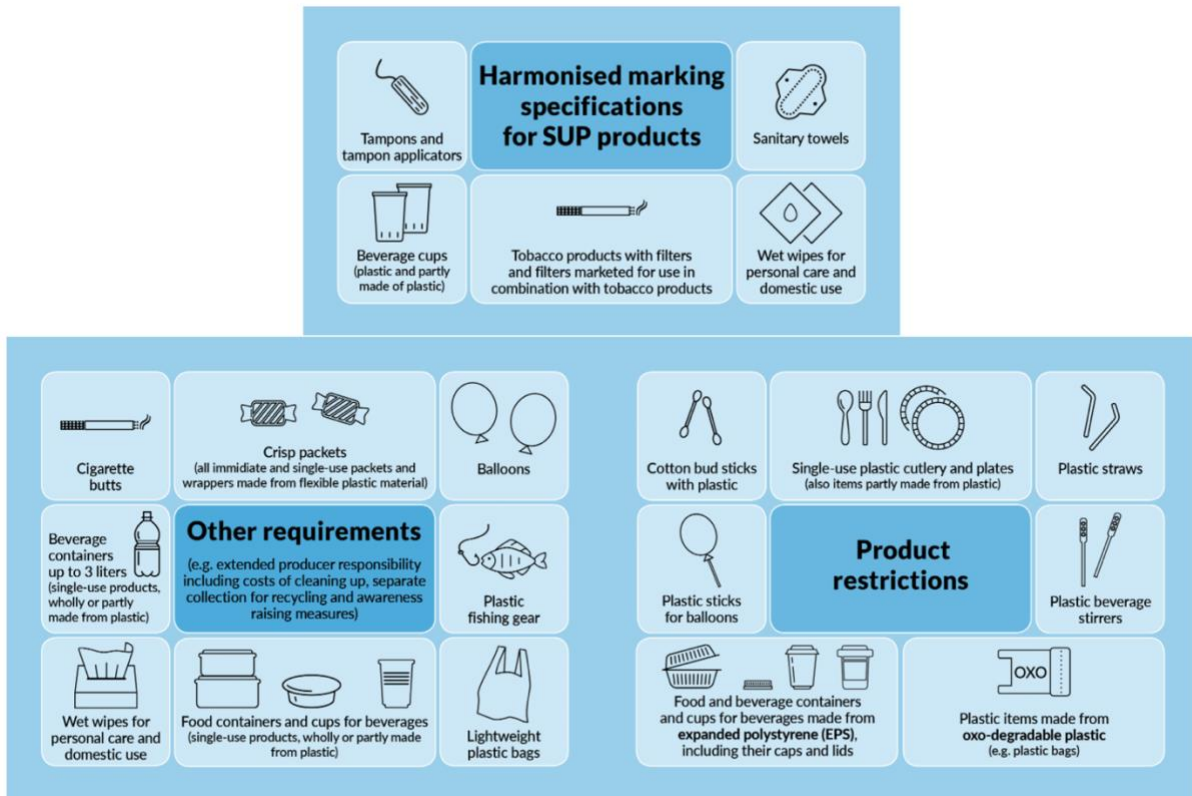 Harmonised marking
specifications
for SUP products
Tampons and
tampon applicators
Sanitary towels
Beverage cups
(plastic and partly
made of plastic)
Tobacco products with filters
and filters marketed for use in
combination with tobacco products
Wet wipes for
personal care and
domestic use
Cigarette
butts
Crisp packets
(all immidiate and single-use packets and
wrappers made from flexible plastic material)
Balloons
Beverage
containers
up to 3 liters
(single-use products,
wholly or partly
made from plastic)
Other requirements
(e.g. extended producer responsibility
including costs of cleaning up, separate
collection for recycling and awareness
raising measures)
Plastic
fishing gear
Wet wipes for
personal care and
domestic use
Food containers and cups for beverages
(single-use products, wholly or partly made
from plastic)
Lightweight
plastic bags
Cotton bud sticks
with plastic
Single-use plastic cutlery and plates
(also items partly made from plastic)
Plastic straws
Plastic sticks
for balloons
Product
restrictions
Plastic beverage
stirrers
Food and beverage containers
and cups for beverages made from
expanded polystyrene (EPS),
including their caps and lids
OXO
Plastic items made from
oxo-degradable plastic
(e.g. plastic bags)